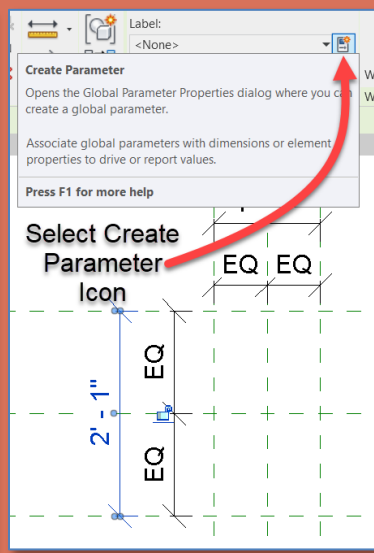 Label:
<None>
W
Create Parameter
W
Opens the Global Parameter Properties dialog where you can
create a global parameter.
Associate global parameters with dimensions or element
properties to drive or report values.
Press F1 for more help
Select Create
Parameter
Icon
EQ EQ
EQ
2' - 1"
EQ